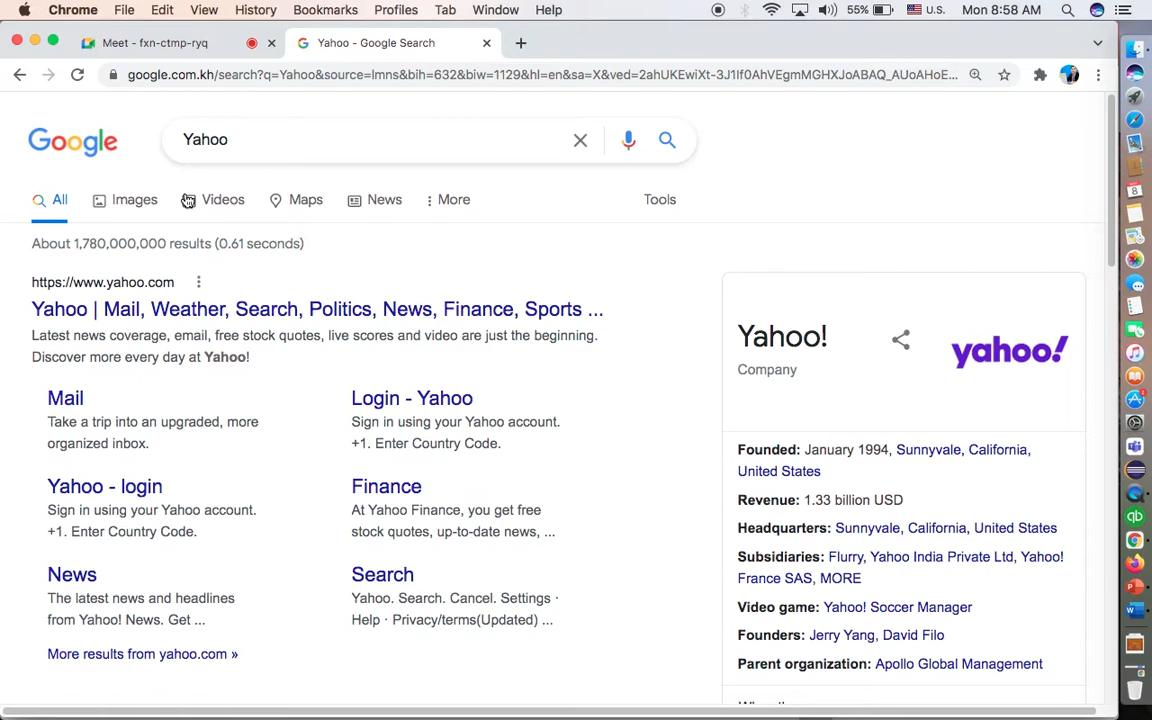 Chrome File Edit View History Bookmarks Profiles Tab Window Help 55% U.S. Mon 8:58 AM
Meet - fxn-ctmp-ryq Yahoo - Google Search
google.com.kh/search?q=Yahoo&source=lmns&bih=632&biw=1129&hl=en&sa=X&ved=2ahUKEwiXt-3J1If0AhVEgmMGHXJoABAQ_AUoAHoE...
Google Yahoo
All Images Videos Maps News More Tools
About 1,780,000,000 results (0.61 seconds)
https://www.yahoo.com
Yahoo | Mail, Weather, Search, Politics, News, Finance, Sports ...
Latest news coverage, email, free stock quotes, live scores and video are just the beginning.
Discover more every day at Yahoo!
Mail
Take a trip into an upgraded, more
organized inbox.
Login - Yahoo
Sign in using your Yahoo account.
+1. Enter Country Code.
Yahoo - login
Sign in using your Yahoo account.
+1. Enter Country Code.
Finance
At Yahoo Finance, you get free
stock quotes, up-to-date news, ...
News
The latest news and headlines
from Yahoo! News. Get ...
Search
Yahoo. Search. Cancel. Settings ·
Help · Privacy/terms(Updated) ...
More results from yahoo.com »
Yahoo!
Company
yahoo!
Founded: January 1994, Sunnyvale, California,
United States
Revenue: 1.33 billion USD
Headquarters: Sunnyvale, California, United States
Subsidiaries: Flurry, Yahoo India Private Ltd, Yahoo!
France SAS, MORE
Video game: Yahoo! Soccer Manager
Founders: Jerry Yang, David Filo
Parent organization: Apollo Global Management